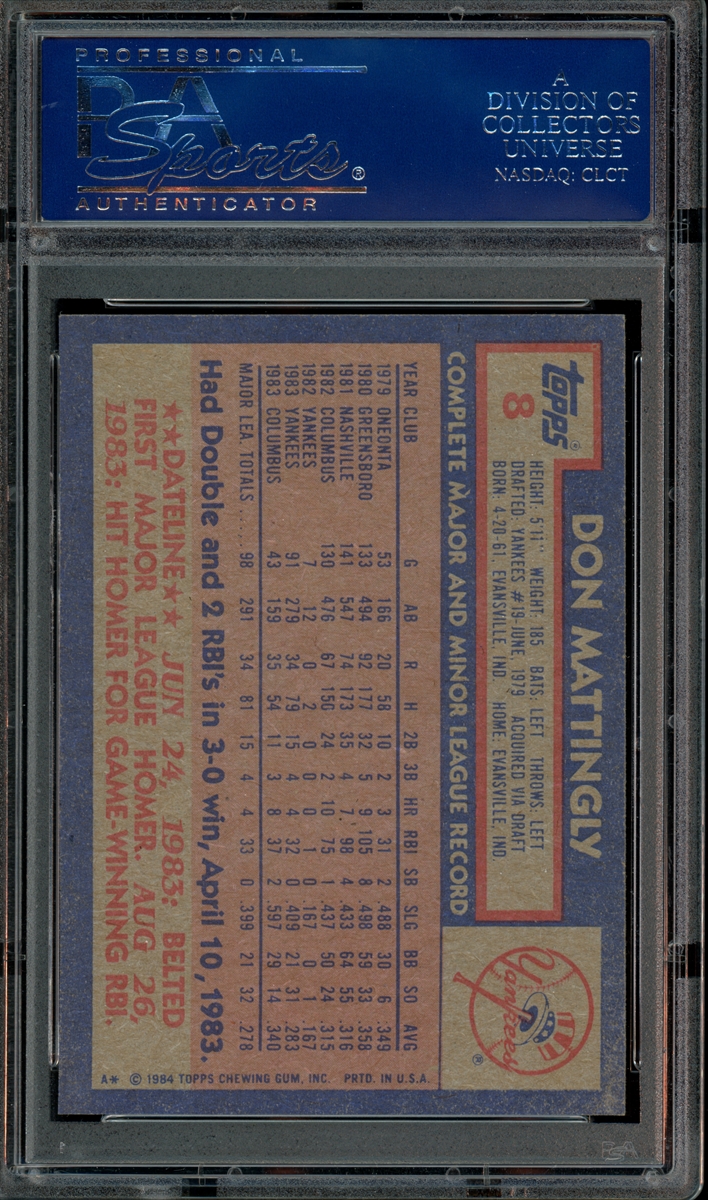 PROFESSIONAL
PSA
Sports ®
AUTHENTICATOR
A
DIVISION OF
COLLECTORS
UNIVERSE
NASDAQ: CLCT
topps ©
8
DON MATTINGLY
HEIGHT: 5'11" WEIGHT: 185 BATS: LEFT THROWS: LEFT
DRAFTED: YANKEES #19-JUNE, 1979 ACQUIRED: VIA DRAFT
BORN: 4-20-61, EVANSVILLE, IND. HOME: EVANSVILLE, IND
Yankees ®
COMPLETE MAJOR AND MINOR LEAGUE RECORD
YEAR CLUB G AB R H 2B 3B HR RBI SB SLG BB SO AVG
1979 ONEONTA 53 166 20 58 10 2 3 31 2 .488 30 6 .349
1980 GREENSBORO 133 494 92 177 32 5 9 105 8 .498 59 33 .358
1981 NASHVILLE 141 547 74 173 35 4 7 98 4 .433 64 55 .316
1982 COLUMBUS 130 476 67 150 24 2 10 75 1 .437 50 24 .315
1982 YANKEES 7 12 0 2 0 0 0 1 0 .167 0 1 .167
1983 YANKEES 91 279 34 79 15 4 4 32 0 .409 21 31 .283
1983 COLUMBUS 43 159 35 54 11 3 8 37 2 .597 29 14 .340
MAJOR LEA. TOTALS ..... 98 291 34 81 15 4 4 33 0 .399 21 32 .278
Had Double and 2 RBI's in 3-0 win, April 10, 1983.
★★DATELINE★★ JUN 24, 1983: BELTED
FIRST MAJOR LEAGUE HOMER. AUG 26,
1983: HIT HOMER FOR GAME-WINNING RBI.
A* © 1984 TOPPS CHEWING GUM, INC. PRTD. IN U.S.A.
PSA